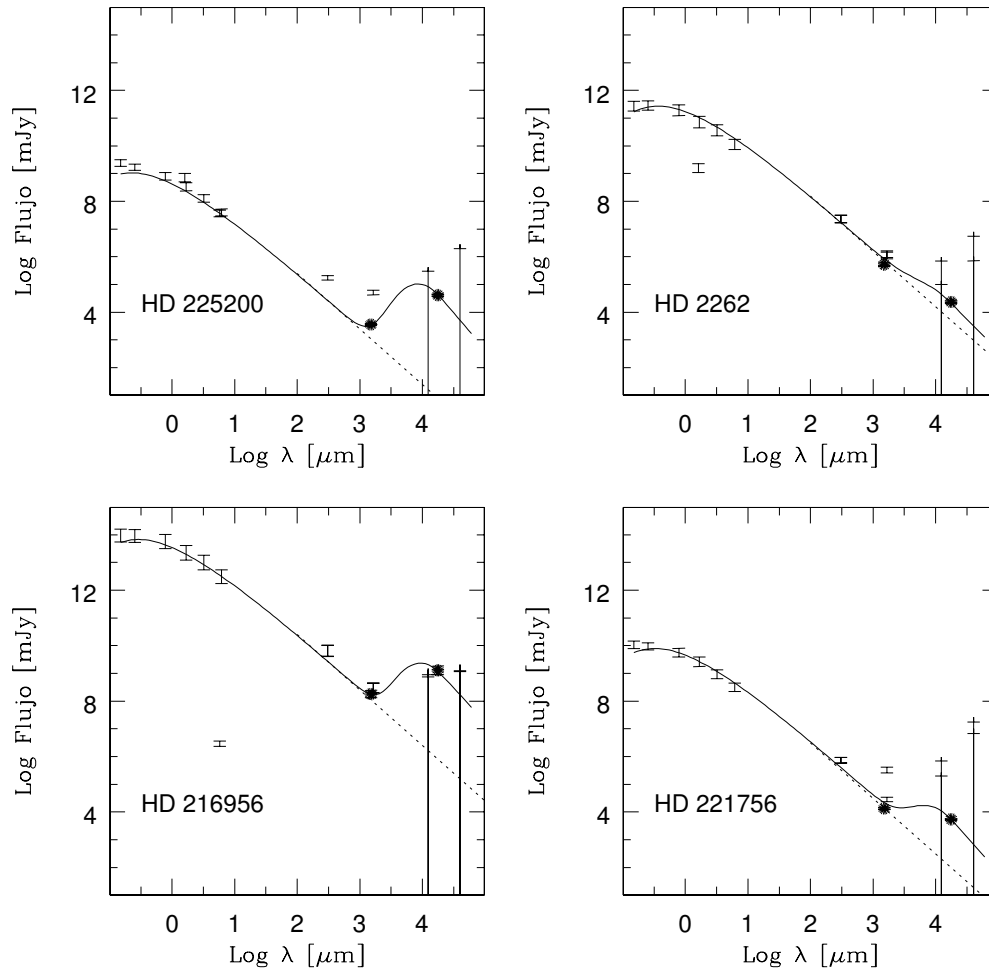 12
8
4
Log Flujo [mJy]
HD 225200
0 1 2 3 4
Log λ [μm]
12
8
4
Log Flujo [mJy]
HD 2262
0 1 2 3 4
Log λ [μm]
12
8
4
Log Flujo [mJy]
HD 216956
0 1 2 3 4
Log λ [μm]
12
8
4
Log Flujo [mJy]
HD 221756
0 1 2 3 4
Log λ [μm]